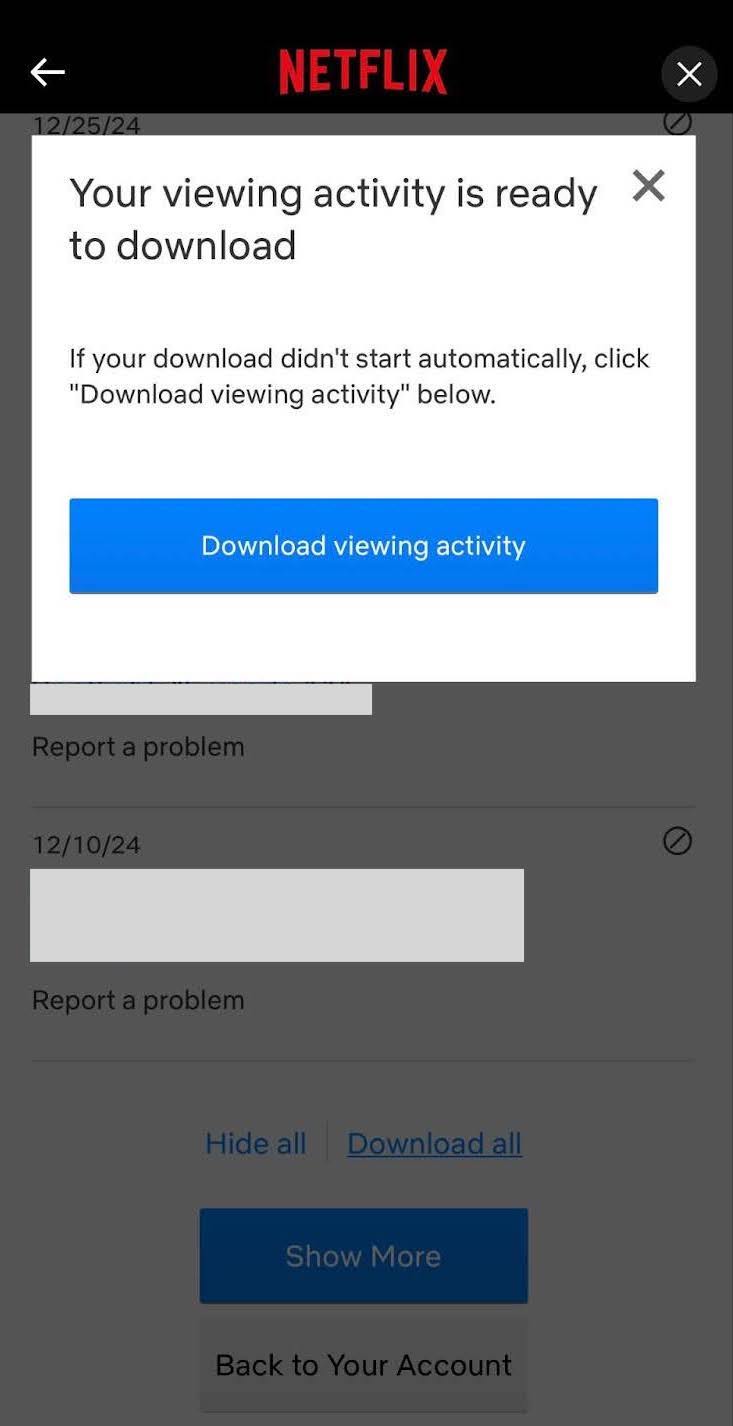 NETFLIX
12/25/24
Your viewing activity is ready
to download
If your download didn't start automatically, click
"Download viewing activity" below.
Download viewing activity
Report a problem
12/10/24
Report a problem
Hide all
Download all
Show More
Back to Your Account